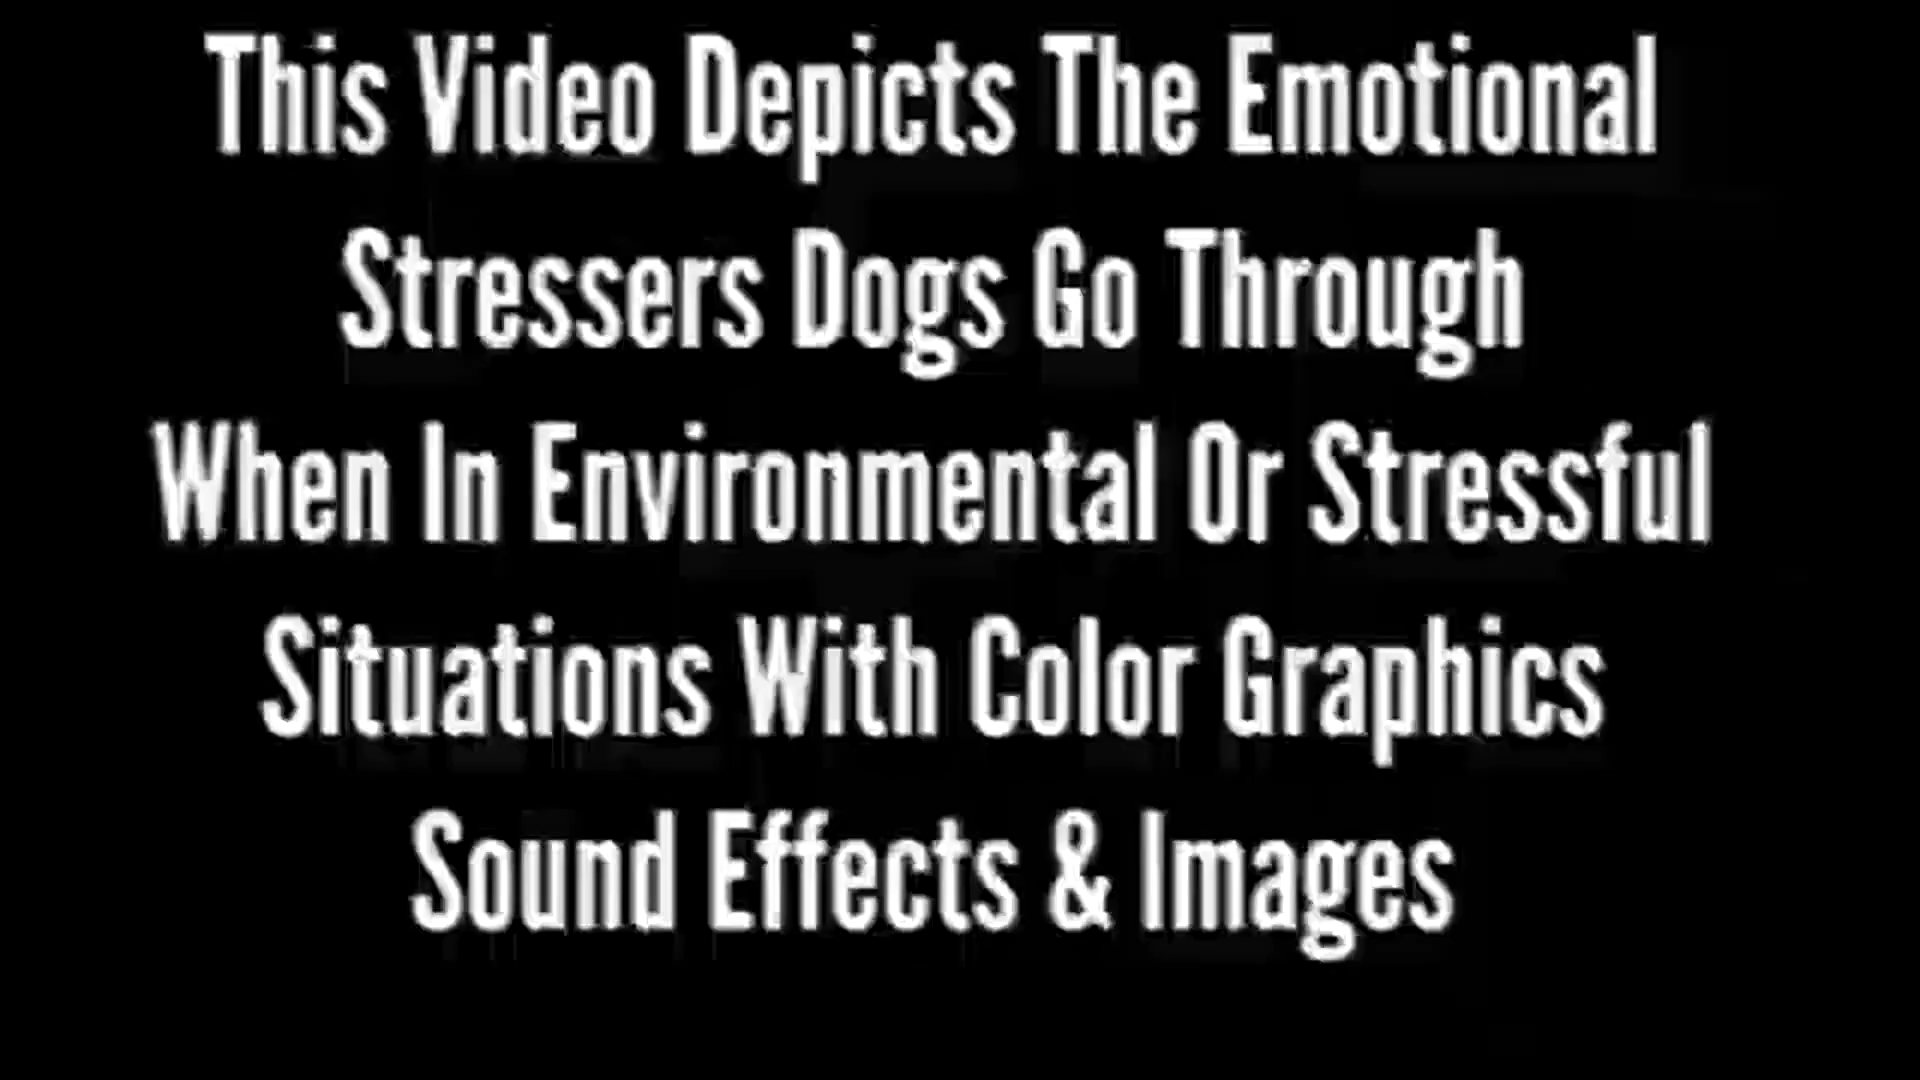 This Video Depicts The Emotional
Stressers Dogs Go Through
When In Environmental Or Stressful
Situations With Color Graphics
Sound Effects & Images